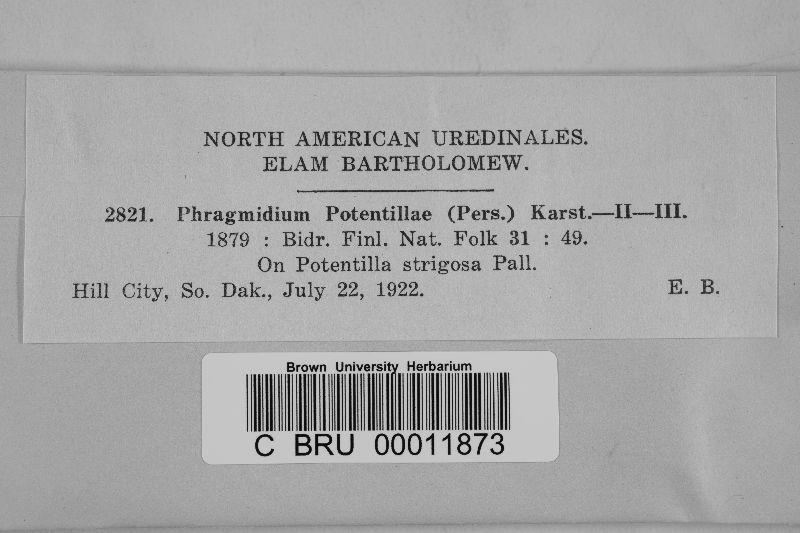 NORTH AMERICAN UREDINALES.
ELAM BARTHOLOMEW.
2821. Phragmidium Potentillae (Pers.) Karst.—II—III.
1879 : Bidr. Finl. Nat. Folk 31 : 49.
On Potentilla strigosa Pall.
Hill City, So. Dak., July 22, 1922. E. B.
Brown University Herbarium
C BRU 00011873